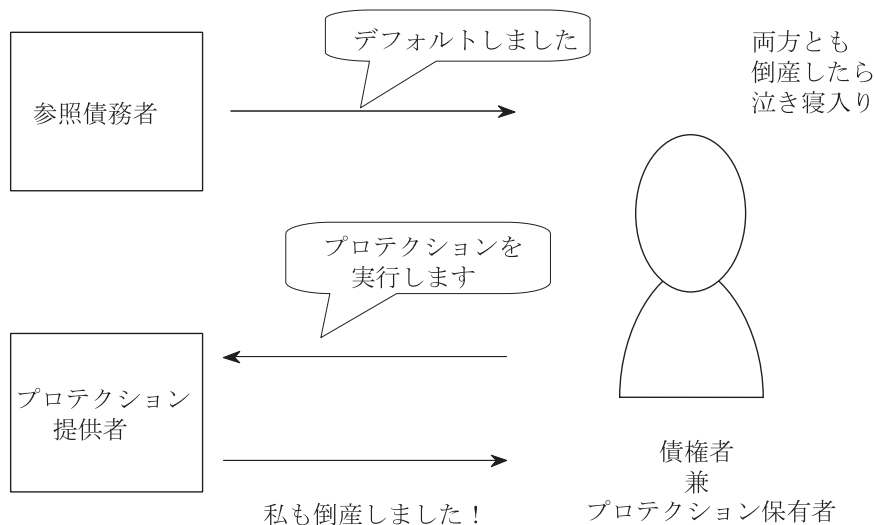 デフォルトしました
両方とも
倒産したら
泣き寝入り
参照債務者
プロテクションを
実行します
プロテクション
提供者
債権者
兼
プロテクション保有者
私も倒産しました！